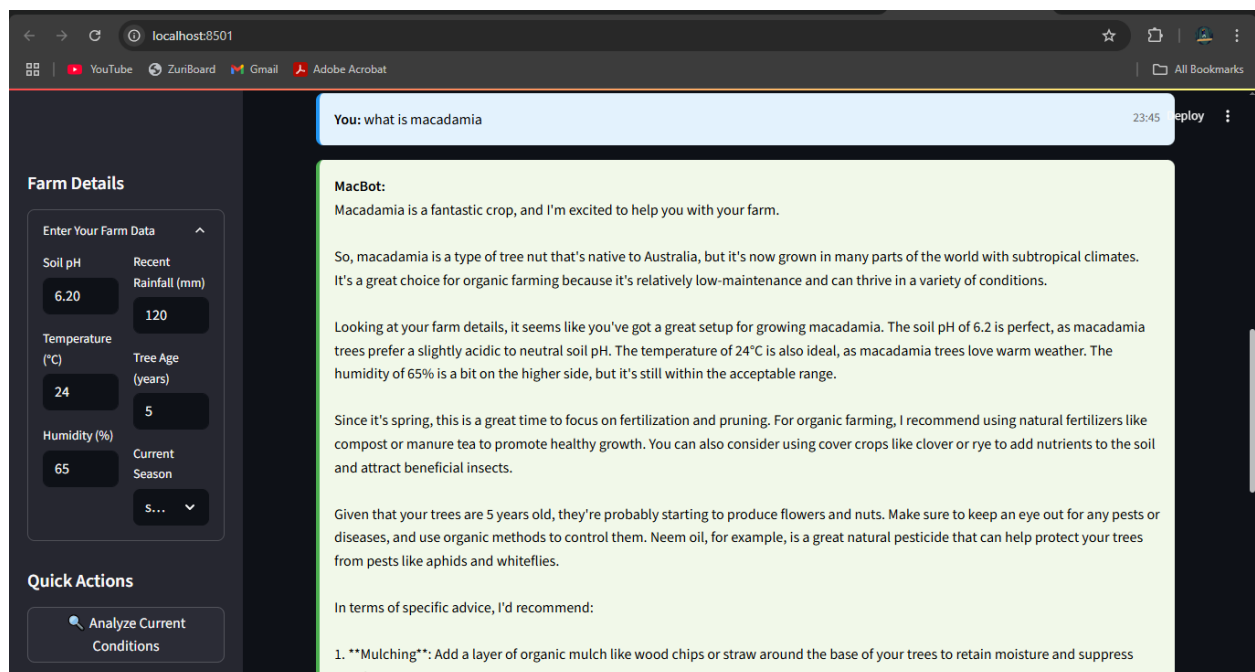 localhost:8501
YouTube
ZuriBoard
Gmail
Adobe Acrobat
All Bookmarks
Farm Details
Enter Your Farm Data
Soil pH
6.20
Recent
Rainfall (mm)
120
Temperature
(°C)
24
Tree Age
(years)
5
Humidity (%)
65
Current
Season
s...
Quick Actions
Analyze Current
Conditions
You: what is macadamia
23:45
eploy
MacBot:
Macadamia is a fantastic crop, and I'm excited to help you with your farm.
So, macadamia is a type of tree nut that's native to Australia, but it's now grown in many parts of the world with subtropical climates.
It's a great choice for organic farming because it's relatively low-maintenance and can thrive in a variety of conditions.
Looking at your farm details, it seems like you've got a great setup for growing macadamia. The soil pH of 6.2 is perfect, as macadamia
trees prefer a slightly acidic to neutral soil pH. The temperature of 24°C is also ideal, as macadamia trees love warm weather. The
humidity of 65% is a bit on the higher side, but it's still within the acceptable range.
Since it's spring, this is a great time to focus on fertilization and pruning. For organic farming, I recommend using natural fertilizers like
compost or manure tea to promote healthy growth. You can also consider using cover crops like clover or rye to add nutrients to the soil
and attract beneficial insects.
Given that your trees are 5 years old, they're probably starting to produce flowers and nuts. Make sure to keep an eye out for any pests or
diseases, and use organic methods to control them. Neem oil, for example, is a great natural pesticide that can help protect your trees
from pests like aphids and whiteflies.
In terms of specific advice, I'd recommend:
1. **Mulching**: Add a layer of organic mulch like wood chips or straw around the base of your trees to retain moisture and suppress